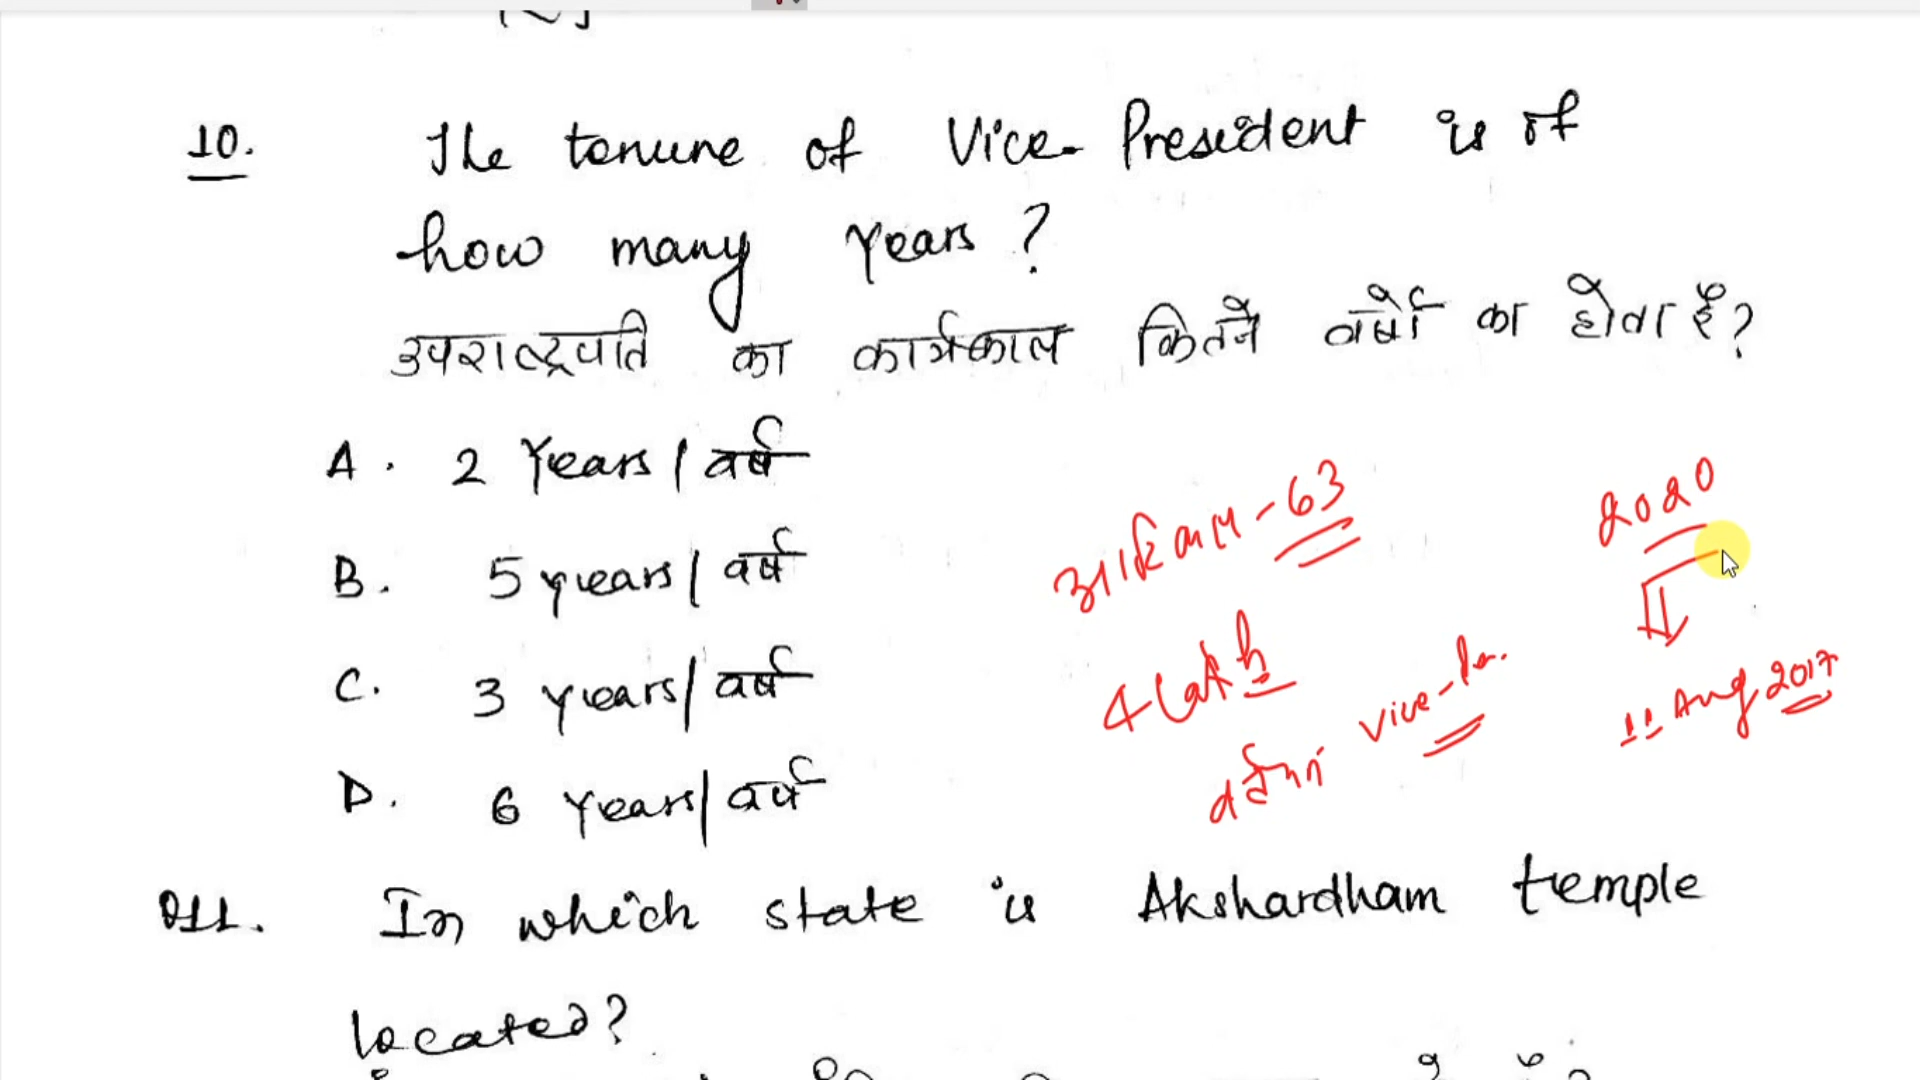 10. The tenure of Vice-President is of
how many years?
उपराष्ट्रपति का कार्यकाल कितने वर्षो का होता है?
A. 2 Years / वर्ष
B. 5 years / वर्ष
C. 3 years / वर्ष
D. 6 Years / वर्ष
- 63
2020
4 Lakh
Vice-
11 Aug 2017
Q11. In which state is Akshardham temple
located?